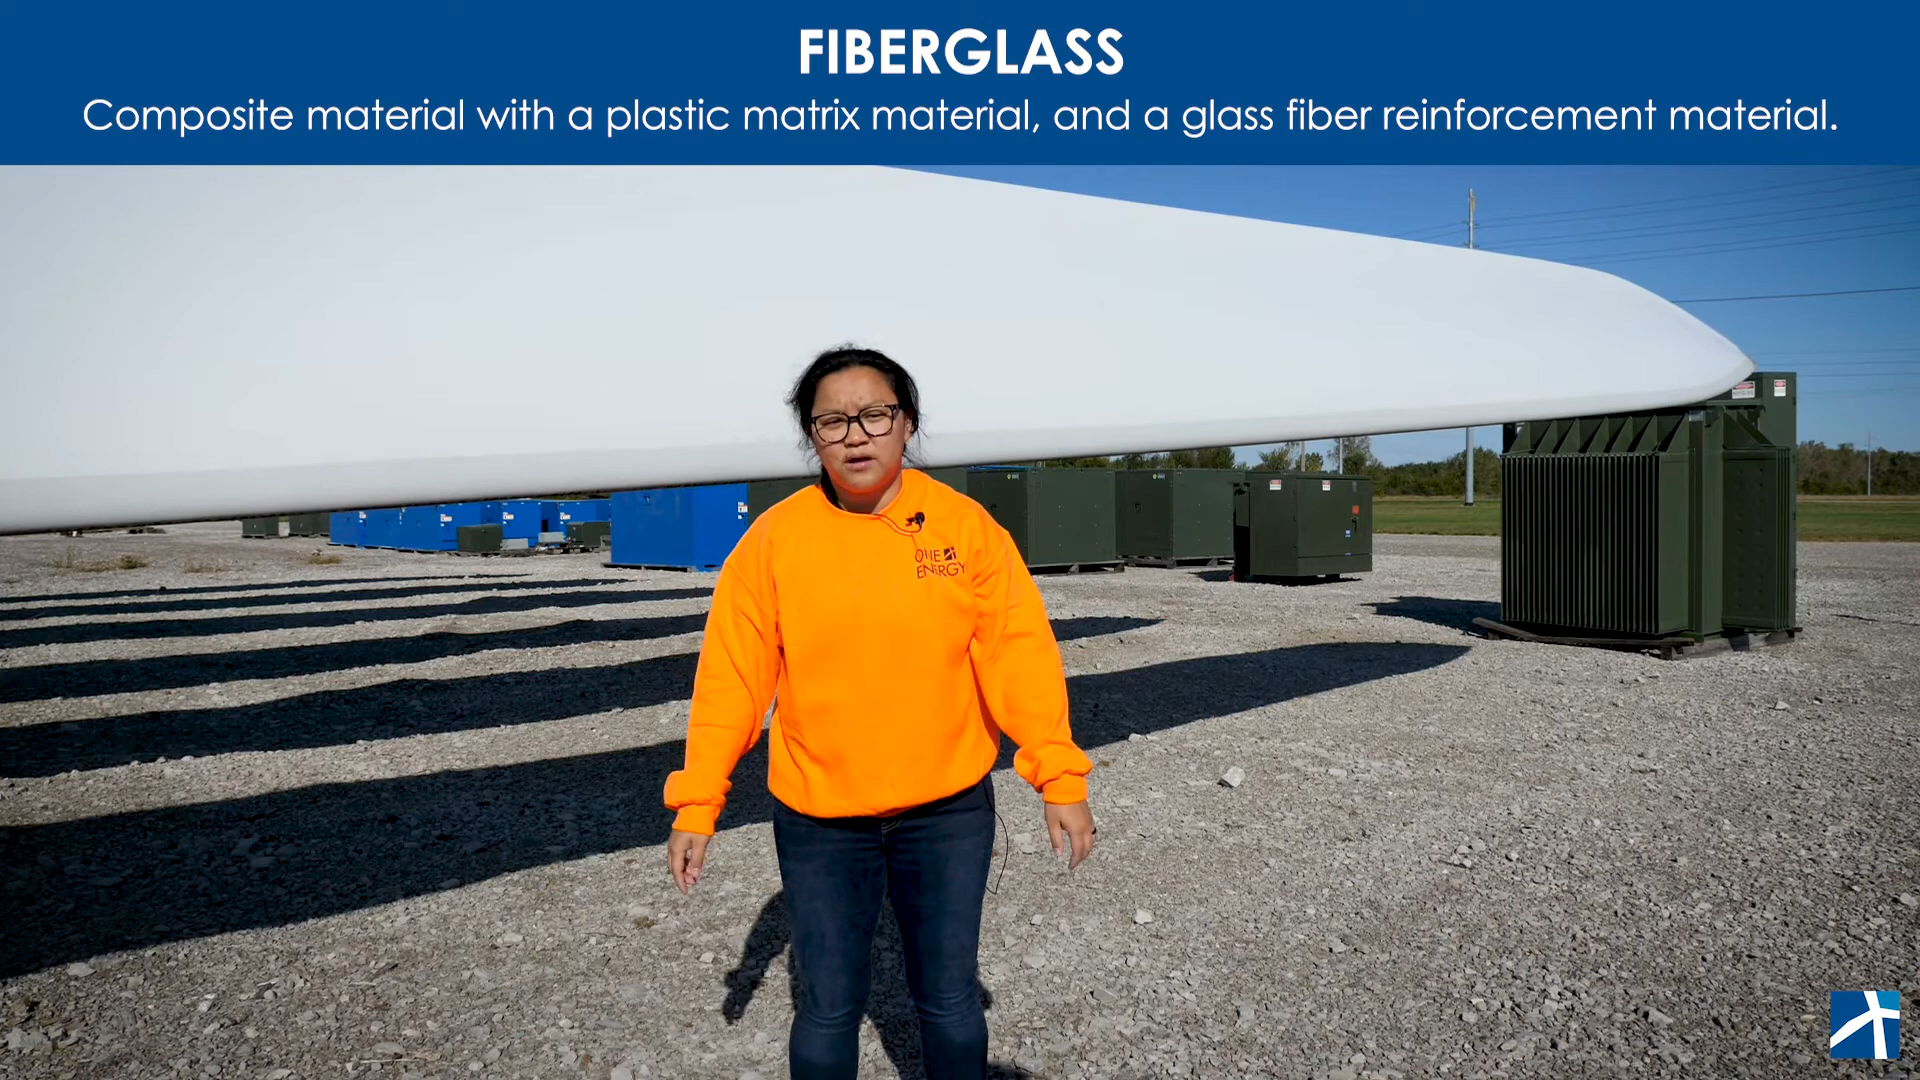 FIBERGLASS
Composite material with a plastic matrix material, and a glass fiber reinforcement material.
ONE
ENERGY